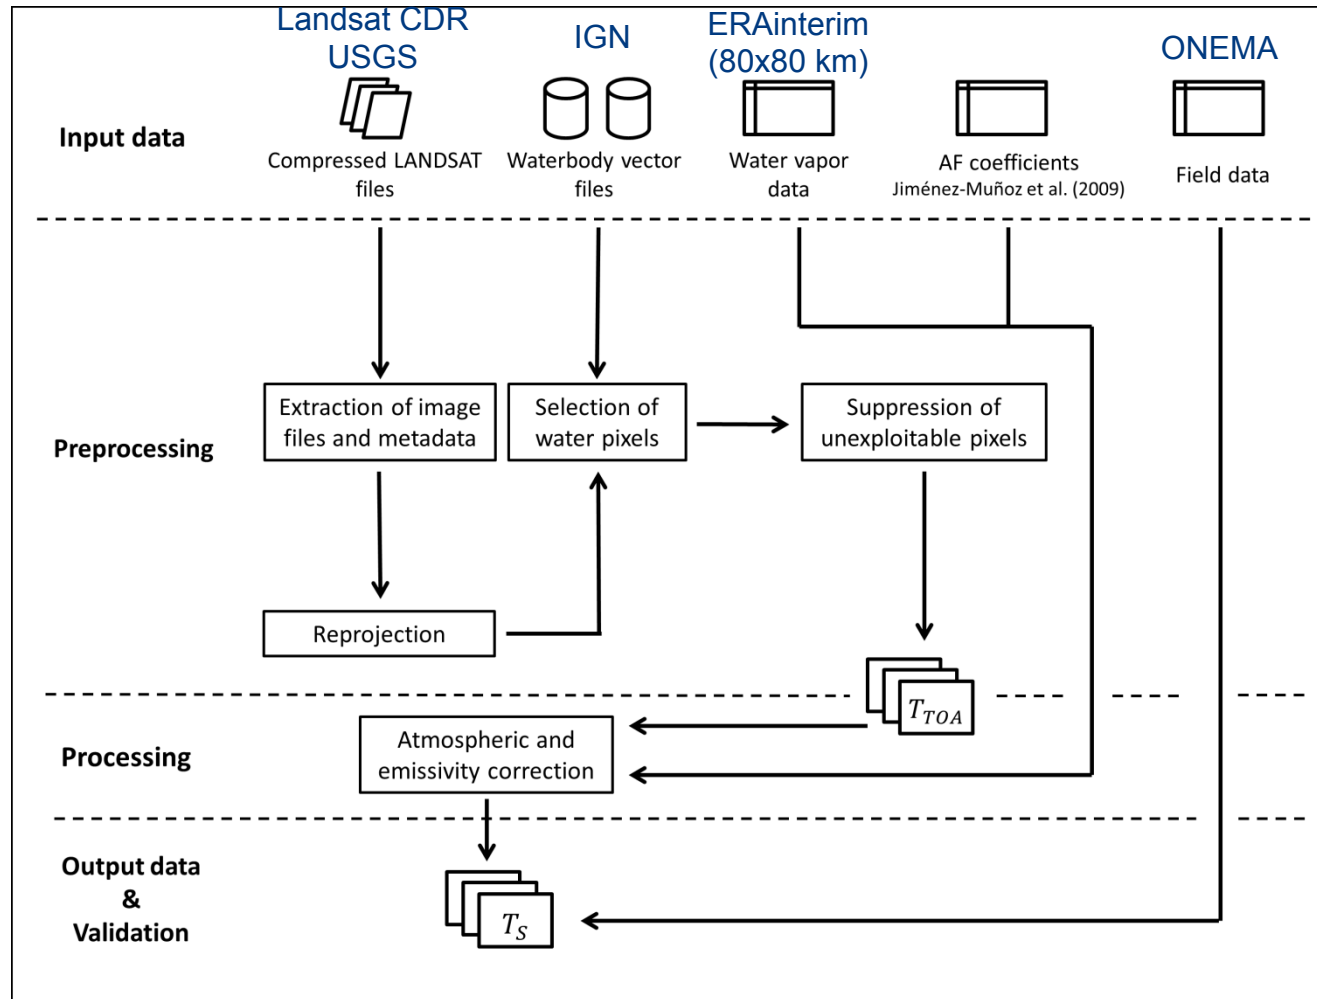 Landsat CDR
USGS
IGN
ERAinterim
(80x80 km)
ONEMA
Input data
Compressed LANDSAT
files
Waterbody vector
files
Water vapor
data
AF coefficients
Jiménez-Muñoz et al. (2009)
Field data
Preprocessing
Extraction of image
files and metadata
Selection of
water pixels
Suppression of
unexploitable pixels
Reprojection
T_TOA
Processing
Atmospheric and
emissivity correction
Output data
&
Validation
T_S